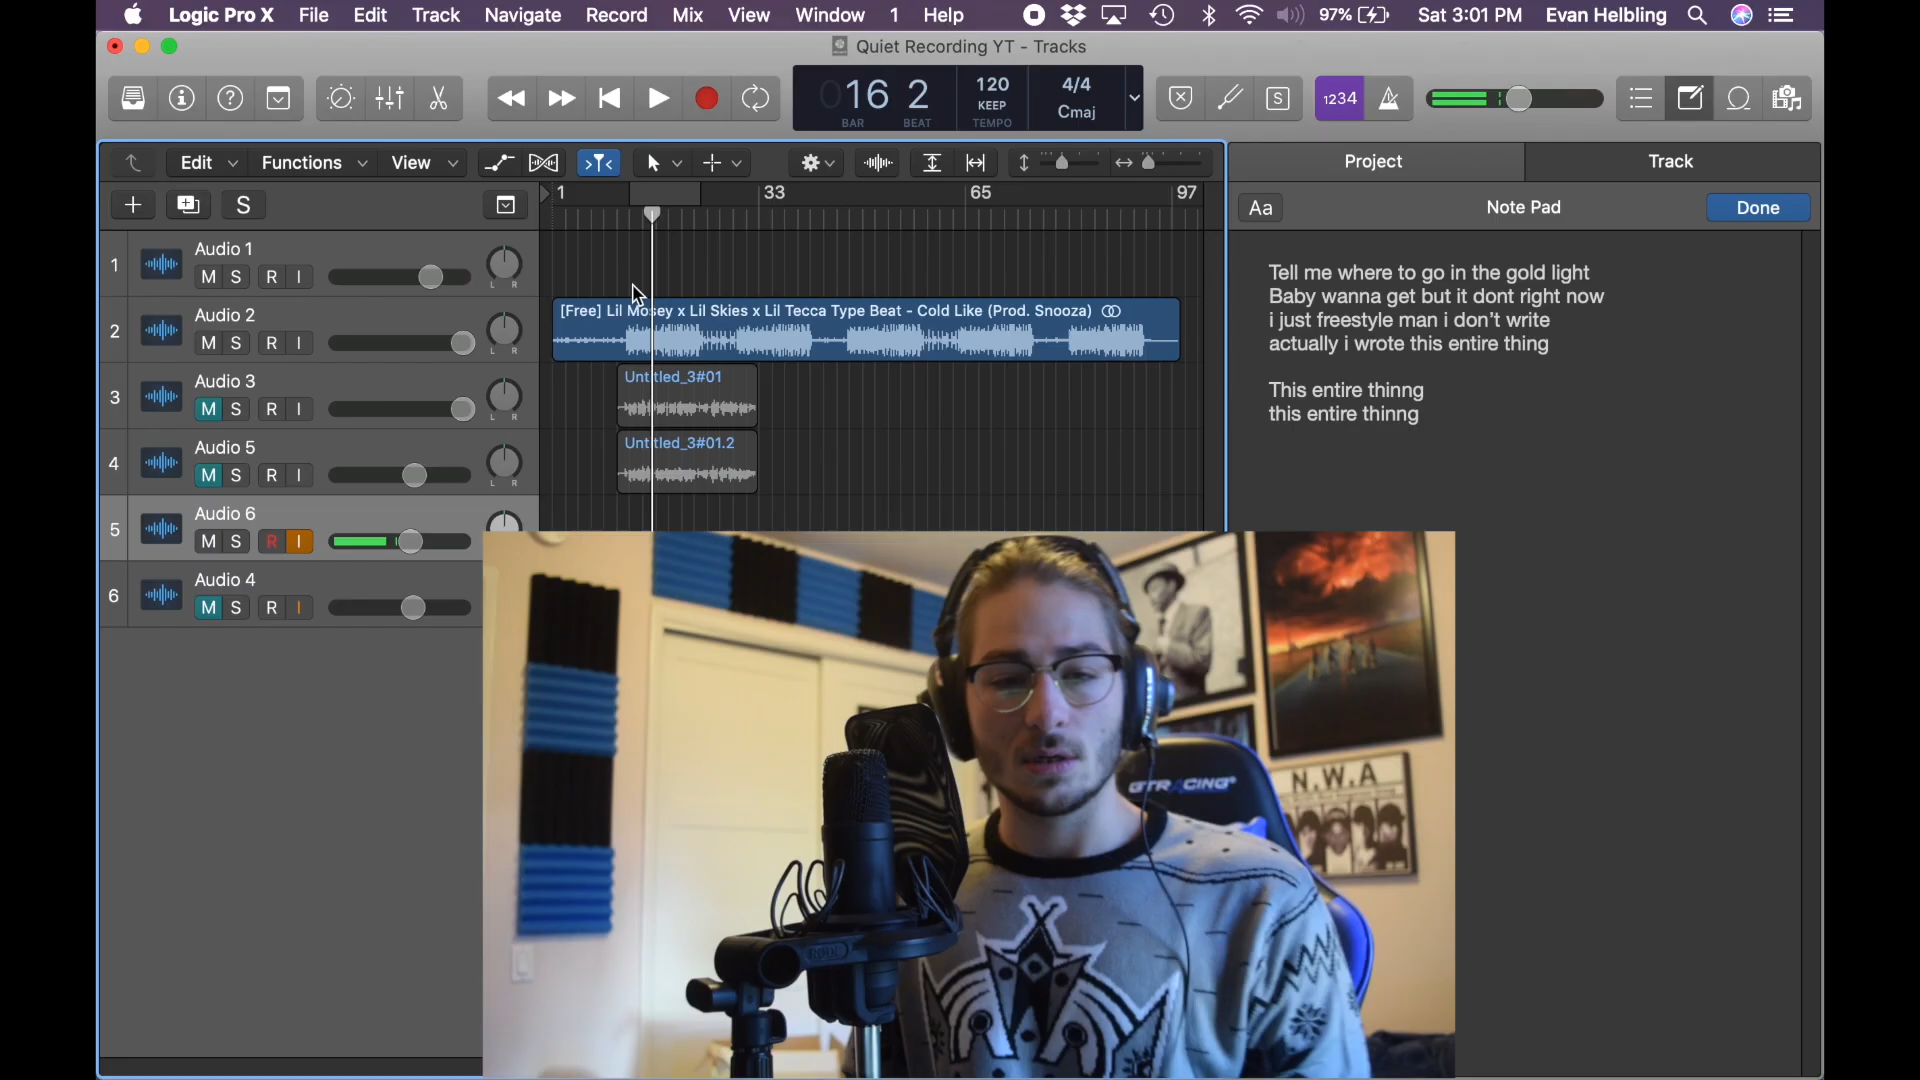 Logic Pro X File Edit Track Navigate Record Mix View Window 1 Help 97% Sat 3:01 PM Evan Helbling
Quiet Recording YT - Tracks
16 2 120 KEEP 4/4 Cmaj
BAR BEAT TEMPO
S 1234
Edit Functions View
Project Track
S
1 33 65 97
Aa Note Pad Done
1 Audio 1
M S R I L R
2 Audio 2
M S R I L R
3 Audio 3
M S R I L R
4 Audio 5
M S R I L R
5 Audio 6
M S R I
6 Audio 4
M S R I
[Free] Lil Mosey x Lil Skies x Lil Tecca Type Beat - Cold Like (Prod. Snooza)
Untitled_3#01
Untitled_3#01.2
Tell me where to go in the gold light
Baby wanna get but it dont right now
i just freestyle man i don't write
actually i wrote this entire thing
This entire thinng
this entire thinng
GTRACING
N.W.A
RODE